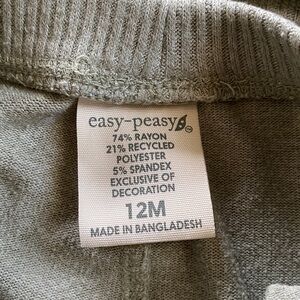 easy-peasy
74% RAYON
21% RECYCLED
POLYESTER
5% SPANDEX
EXCLUSIVE OF
DECORATION
12M
MADE IN BANGLADESH